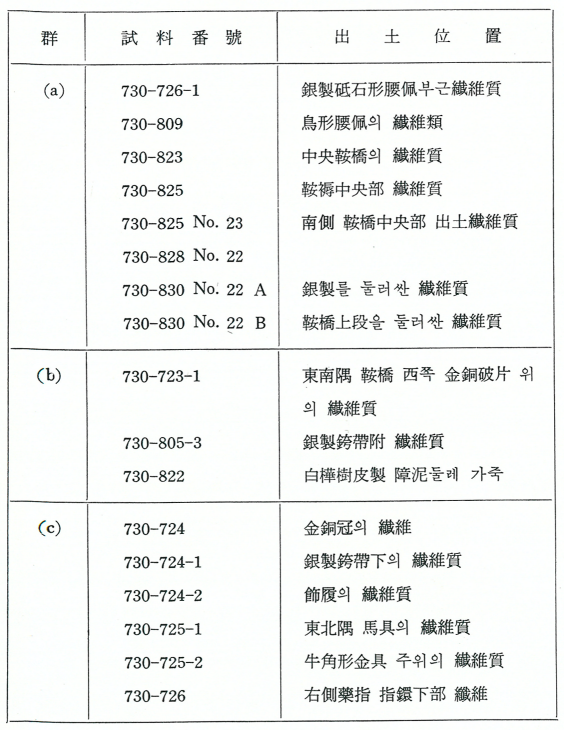 群 試料番號 出土位置
(a) 730-726-1 銀製砥石形腰佩부근纖維質
730-809 鳥形腰佩의 纖維類
730-823 中央鞍橋의 纖維質
730-825 鞍褥中央部 纖維質
730-825 No. 23 南側 鞍橋中央部 出土纖維質
730-828 No. 22
730-830 No. 22 A 銀製를 둘러싼 纖維質
730-830 No. 22 B 鞍橋上段을 둘러싼 纖維質
(b) 730-723-1 東南隅 鞍橋 西쪽 金銅破片 위
의 纖維質
730-805-3 銀製銙帶附 纖維質
730-822 白樺樹皮製 障泥둘레 가죽
(c) 730-724 金銅冠의 纖維
730-724-1 銀製銙帶下의 纖維質
730-724-2 飾履의 纖維質
730-725-1 東北隅 馬具의 纖維質
730-725-2 牛角形金具 주위의 纖維質
730-726 右側藥指 指鐶下部 纖維